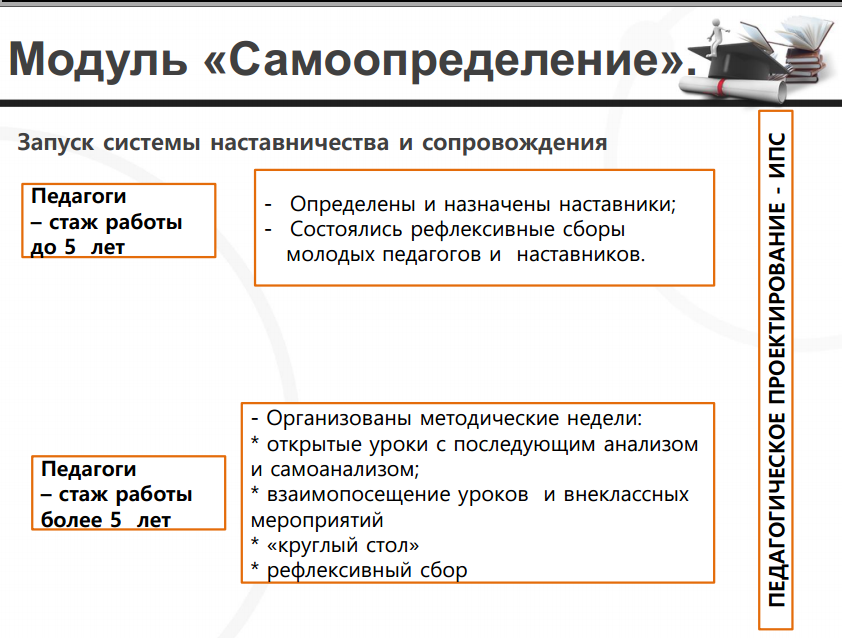 Модуль «Самоопределение».
Запуск системы наставничества и сопровождения
Педагоги
– стаж работы
до 5 лет
- Определены и назначены наставники;
- Состоялись рефлексивные сборы
молодых педагогов и наставников.
Педагоги
– стаж работы
более 5 лет
- Организованы методические недели:
* открытые уроки с последующим анализом
и самоанализом;
* взаимопосещение уроков и внеклассных
мероприятий
* «круглый стол»
* рефлексивный сбор
ПЕДАГОГИЧЕСКОЕ ПРОЕКТИРОВАНИЕ - ИПС